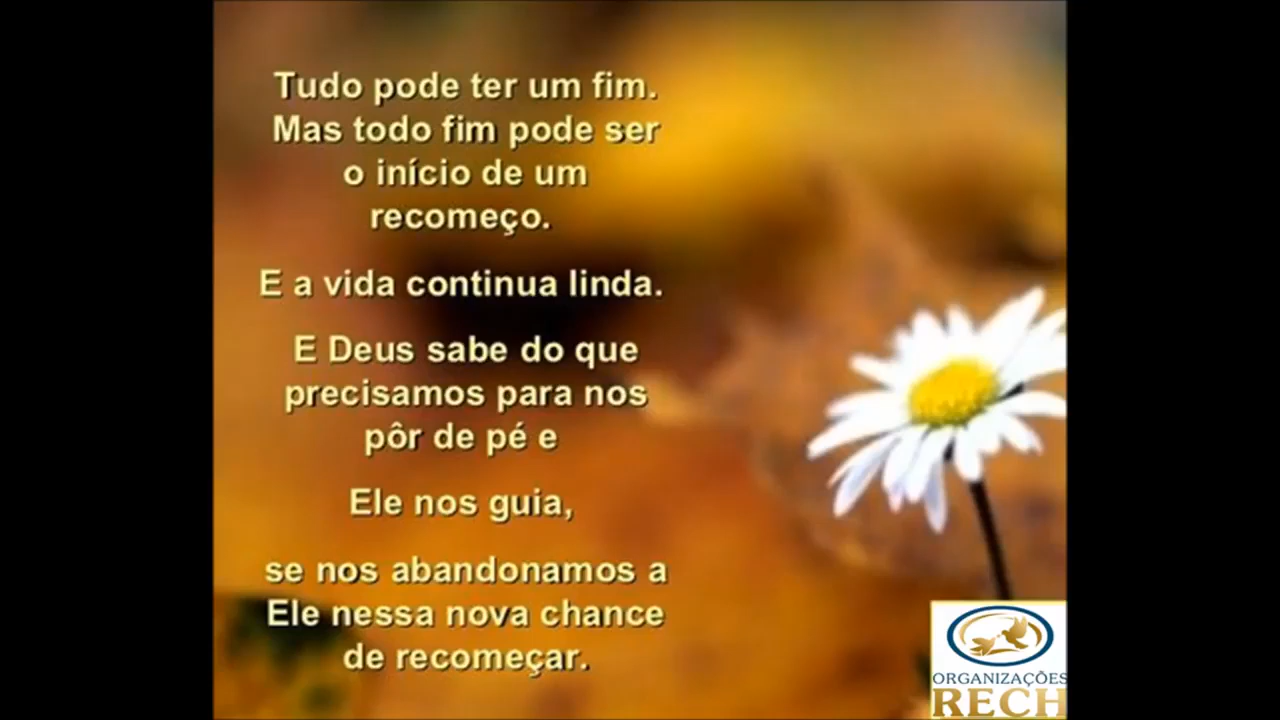 Tudo pode ter um fim.
Mas todo fim pode ser
o início de um
recomeço.
E a vida continua linda.
E Deus sabe do que
precisamos para nos
pôr de pé e
Ele nos guia,
se nos abandonamos a
Ele nessa nova chance
de recomeçar.
ORGANIZAÇÕES
RECH